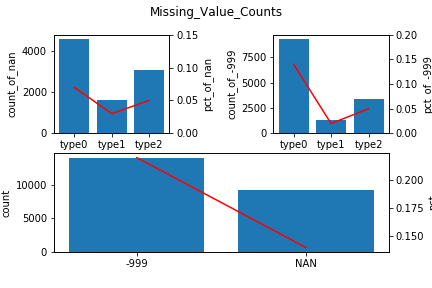 Missing_Value_Counts
count_of_nan
4000
2000
0
type0 type1 type2
0.15
0.10
0.05
0.00
pct_of_nan
count_of_-999
7500
5000
2500
0
type0 type1 type2
0.20
0.15
0.10
0.05
0.00
pct_of_-999
count
10000
5000
0
-999 NAN
0.200
0.175
0.150